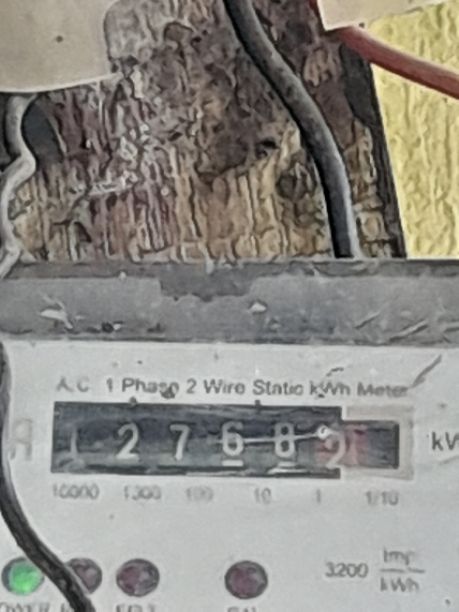 A.C. 1 Phase 2 Wire Static kWh Meter
1 2 7 6 8 2
kW
10000 1000 100 10 1 1/10
3200 Imp
kWh